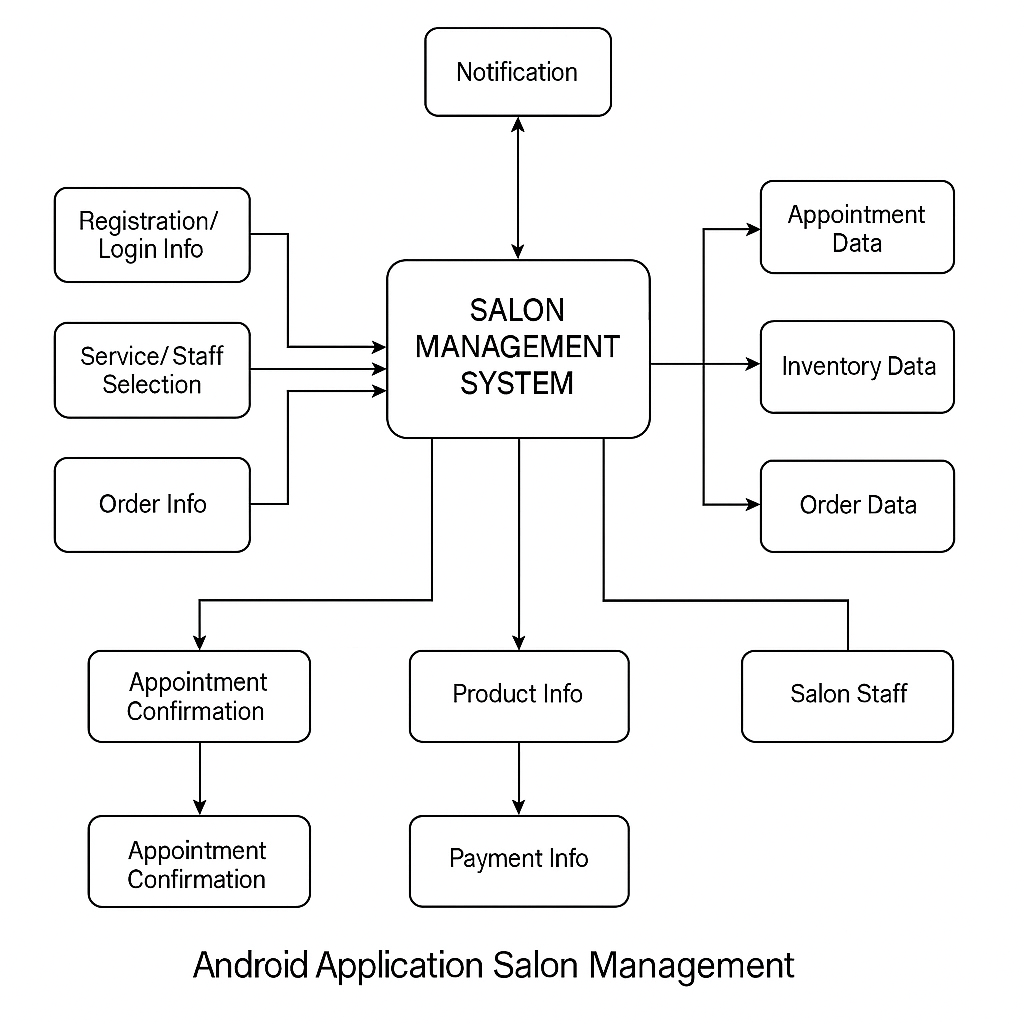 Notification
Registration/
Login Info
Appointment
Data
SALON
MANAGEMENT
SYSTEM
Service/Staff
Selection
Inventory Data
Order Info
Order Data
Appointment
Confirmation
Product Info
Salon Staff
Appointment
Confirmation
Payment Info
Android Application Salon Management